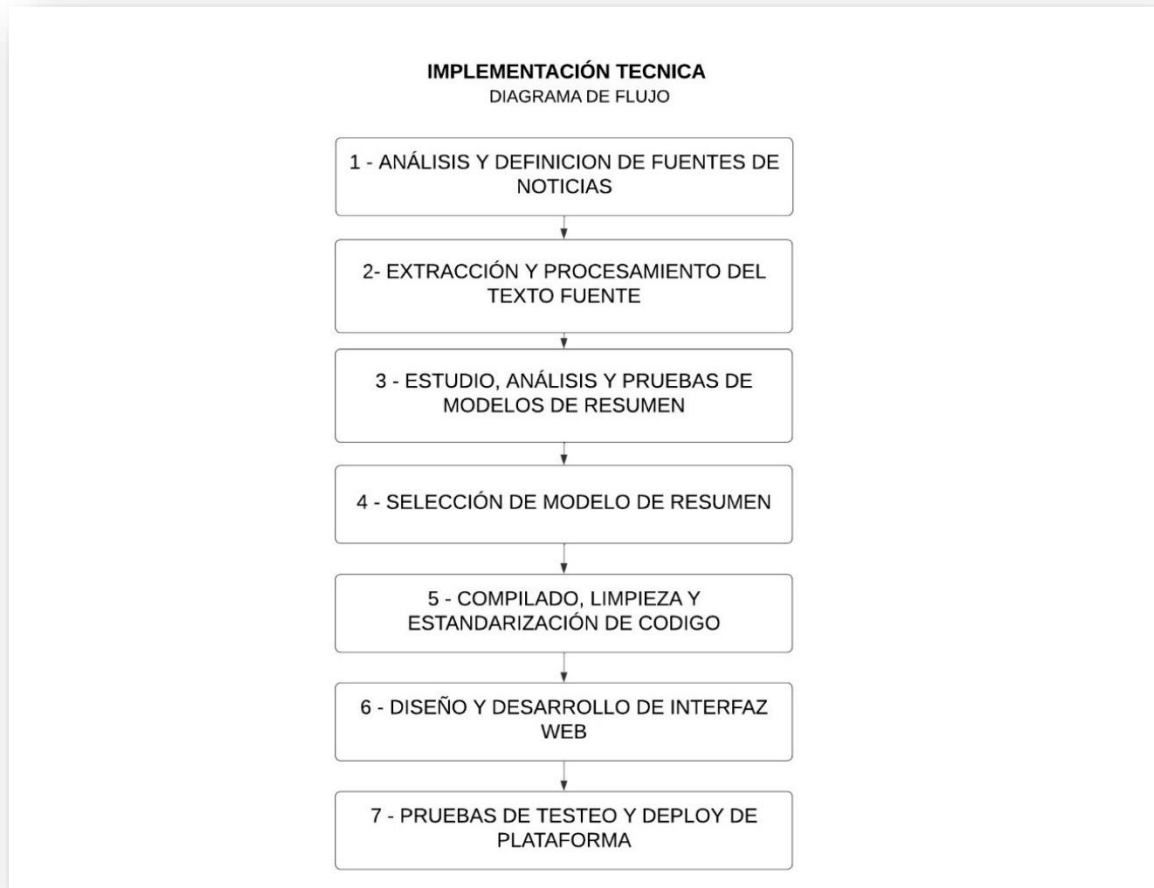 IMPLEMENTACIÓN TECNICA
DIAGRAMA DE FLUJO
1 - ANÁLISIS Y DEFINICION DE FUENTES DE
NOTICIAS
2- EXTRACCIÓN Y PROCESAMIENTO DEL
TEXTO FUENTE
3 - ESTUDIO, ANÁLISIS Y PRUEBAS DE
MODELOS DE RESUMEN
4 - SELECCIÓN DE MODELO DE RESUMEN
5 - COMPILADO, LIMPIEZA Y
ESTANDARIZACIÓN DE CODIGO
6 - DISEÑO Y DESARROLLO DE INTERFAZ
WEB
7 - PRUEBAS DE TESTEO Y DEPLOY DE
PLATAFORMA